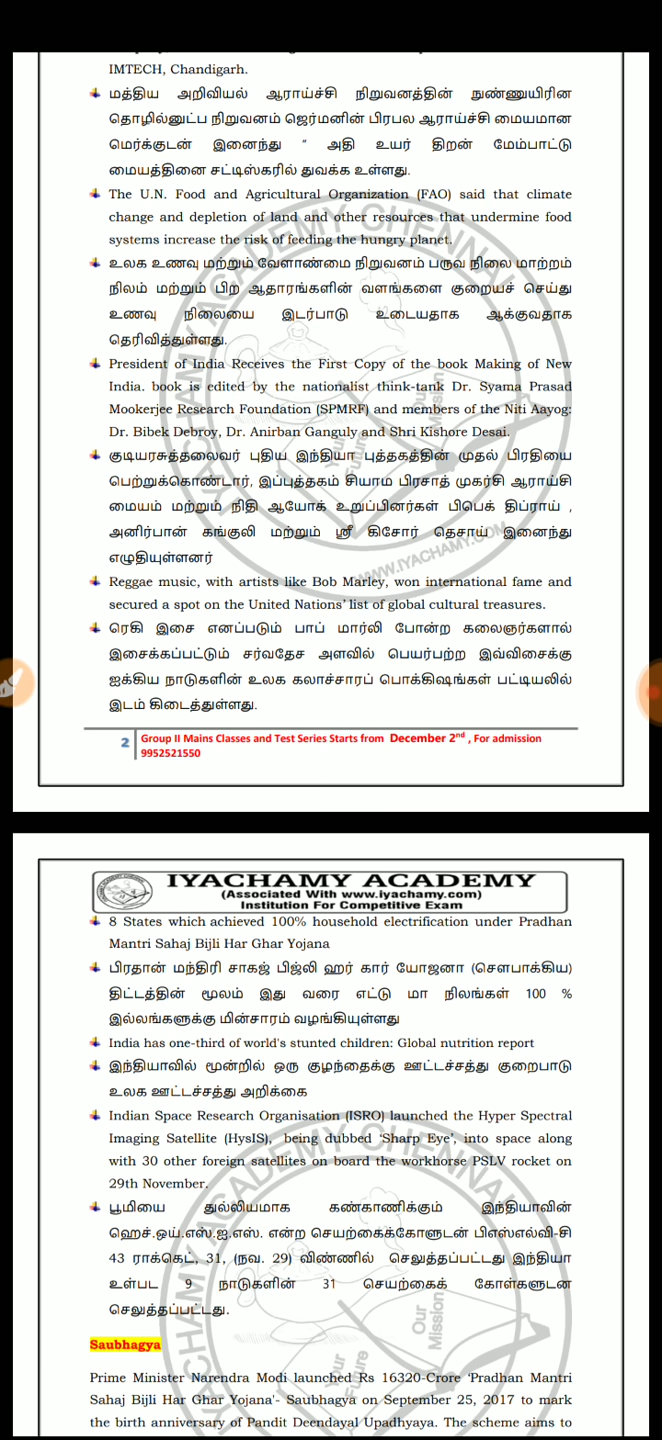 IMTECH, Chandigarh.
மத்திய அறிவியல் ஆராய்ச்சி நிறுவனத்தின் நுண்ணுயிரின
தொழில்னுட்ப நிறுவனம் ஜெர்மனின் பிரபல ஆராய்ச்சி மையமான
மெர்க்குடன் இனைந்து " அதி உயர் திறன் மேம்பாட்டு
மையத்தினை சட்டிஸ்கரில் துவக்க உள்ளது.
The U.N. Food and Agricultural Organization (FAO) said that climate
change and depletion of land and other resources that undermine food
systems increase the risk of feeding the hungry planet.
உலக உணவு மற்றும் வேளாண்மை நிறுவனம் பருவ நிலை மாற்றம்
நிலம் மற்றும் பிற ஆதாரங்களின் வளங்களை குறையச் செய்து
உணவு நிலையை இடர்பாடு உடையதாக ஆக்குவதாக
தெரிவித்துள்ளது.
President of India Receives the First Copy of the book Making of New
India. book is edited by the nationalist think-tank Dr. Syama Prasad
Mookerjee Research Foundation (SPMRF) and members of the Niti Aayog:
Dr. Bibek Debroy, Dr. Anirban Ganguly and Shri Kishore Desai.
குடியரசுத்தலைவர் புதிய இந்தியா புத்தகத்தின் முதல் பிரதியை
பெற்றுக்கொண்டார், இப்புத்தகம் சியாம பிரசாத் முகர்சி ஆராய்சி
மையம் மற்றும் நிதி ஆயோக் உறுப்பினர்கள் பிபெக் திப்ராய் ,
அனிர்பான் கங்குலி மற்றும் ஸ்ரீ கிசோர் தெசாய் இனைந்து
எழுதியுள்ளனர்
Reggae music, with artists like Bob Marley, won international fame and
secured a spot on the United Nations' list of global cultural treasures.
ரெகி இசை எனப்படும் பாப் மார்லி போன்ற கலைஞர்களால்
இசைக்கப்பட்டும் சர்வதேச அளவில் பெயர்பற்ற இவ்விசைக்கு
ஐக்கிய நாடுகளின் உலக கலாச்சாரப் பொக்கிஷங்கள் பட்டியலில்
இடம் கிடைத்துள்ளது.
2 Group II Mains Classes and Test Series Starts from December 2nd , For admission
9952521550
IYACHAMY ACADEMY
(Associated With www.iyachamy.com)
Institution For Competitive Exam
8 States which achieved 100% household electrification under Pradhan
Mantri Sahaj Bijli Har Ghar Yojana
பிரதான் மந்திரி சாகஜ் பிஜ்லி ஹர் கார் யோஜனா (சௌபாக்கிய)
திட்டத்தின் மூலம் இது வரை எட்டு மா நிலங்கள் 100 %
இல்லங்களுக்கு மின்சாரம் வழங்கியுள்ளது
India has one-third of world's stunted children: Global nutrition report
இந்தியாவில் மூன்றில் ஒரு குழந்தைக்கு ஊட்டச்சத்து குறைபாடு
உலக ஊட்டச்சத்து அறிக்கை
Indian Space Research Organisation (ISRO) launched the Hyper Spectral
Imaging Satellite (HysIS), being dubbed 'Sharp Eye', into space along
with 30 other foreign satellites on board the workhorse PSLV rocket on
29th November.
பூமியை துல்லியமாக கண்காணிக்கும் இந்தியாவின்
ஹெச்.ஒய்.எஸ்.ஐ.எஸ். என்ற செயற்கைக்கோளுடன் பிஎஸ்எல்வி-சி
43 ராக்கெட், 31, (நவ. 29) விண்ணில் செலுத்தப்பட்டது இந்தியா
உள்பட 9 நாடுகளின் 31 செயற்கைக் கோள்களுடன
செலுத்தப்பட்டது.
Saubhagya
Prime Minister Narendra Modi launched Rs 16320-Crore 'Pradhan Mantri
Sahaj Bijli Har Ghar Yojana'- Saubhagya on September 25, 2017 to mark
the birth anniversary of Pandit Deendayal Upadhyaya. The scheme aims to
IYACHAMY ACADEMY CHENNAI
Your Future
Our Mission
WWW.IYACHAMY.COM
IYACHAMY ACADEMY CHENNAI
Your Future
Our Mission